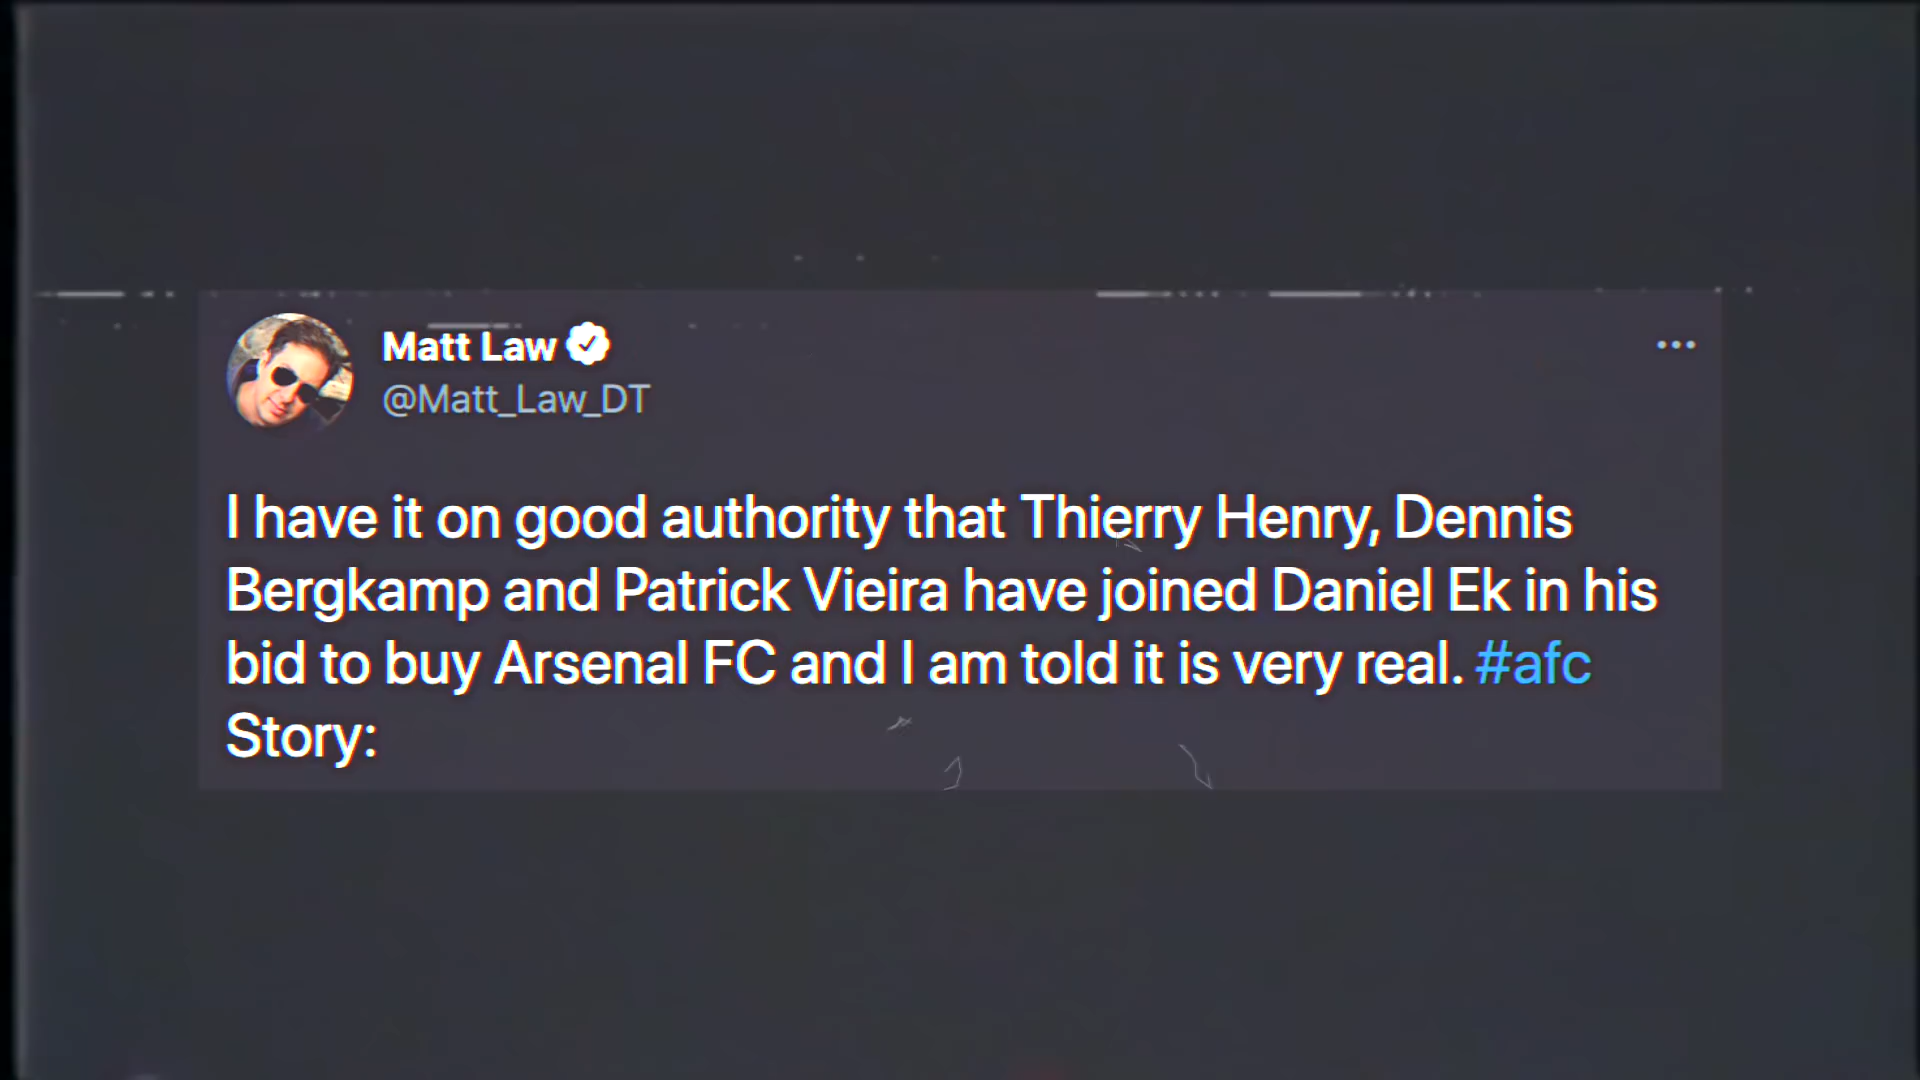 Matt Law
@Matt_Law_DT
I have it on good authority that Thierry Henry, Dennis
Bergkamp and Patrick Vieira have joined Daniel Ek in his
bid to buy Arsenal FC and I am told it is very real. #afc
Story: